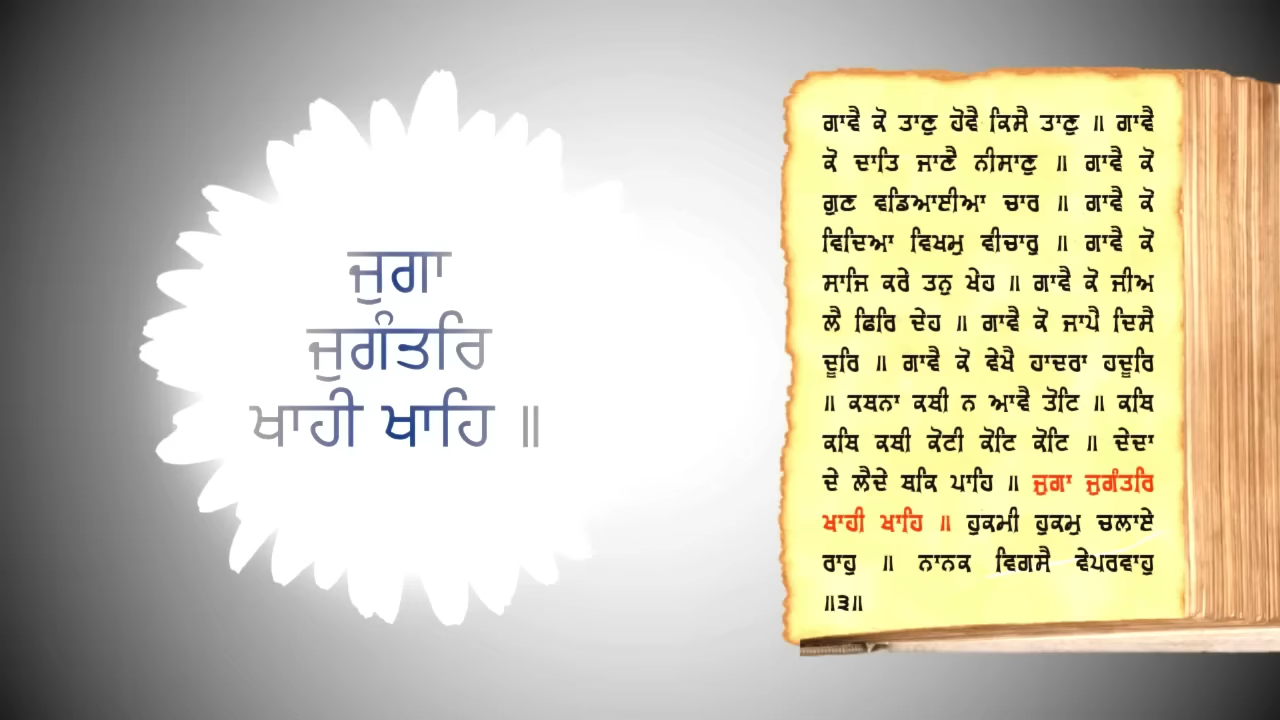 ਜੁਗਾ
ਜੁਗੰਤਰਿ
ਖਾਹੀ ਖਾਹਿ ॥
ਗਾਵੈ ਕੋ ਤਾਣੁ ਹੋਵੈ ਕਿਸੈ ਤਾਣੁ ॥ ਗਾਵੈ
ਕੋ ਦਾਤਿ ਜਾਣੈ ਨੀਸਾਣੁ ॥ ਗਾਵੈ ਕੋ
ਗੁਣ ਵਡਿਆਈਆ ਚਾਰ ॥ ਗਾਵੈ ਕੋ
ਵਿਦਿਆ ਵਿਖਮੁ ਵੀਚਾਰੁ ॥ ਗਾਵੈ ਕੋ
ਸਾਜਿ ਕਰੇ ਤਨੁ ਖੇਹ ॥ ਗਾਵੈ ਕੋ ਜੀਅ
ਲੈ ਫਿਰਿ ਦੇਹ ॥ ਗਾਵੈ ਕੋ ਜਾਪੈ ਦਿਸੈ
ਦੂਰਿ ॥ ਗਾਵੈ ਕੋ ਵੇਖੈ ਹਾਦਰਾ ਹਦੂਰਿ
॥ ਕਥਨਾ ਕਥੀ ਨ ਆਵੈ ਤੋਟਿ ॥ ਕਥਿ
ਕਥਿ ਕਥੀ ਕੋਟੀ ਕੋਟਿ ਕੋਟਿ ॥ ਦੇਦਾ
ਦੇ ਲੈਦੇ ਥਕਿ ਪਾਹਿ ॥ ਜੁਗਾ ਜੁਗੰਤਰਿ
ਖਾਹੀ ਖਾਹਿ ॥ ਹੁਕਮੀ ਹੁਕਮੁ ਚਲਾਏ
ਰਾਹੁ ॥ ਨਾਨਕ ਵਿਗਸੈ ਵੇਪਰਵਾਹੁ
॥੩॥